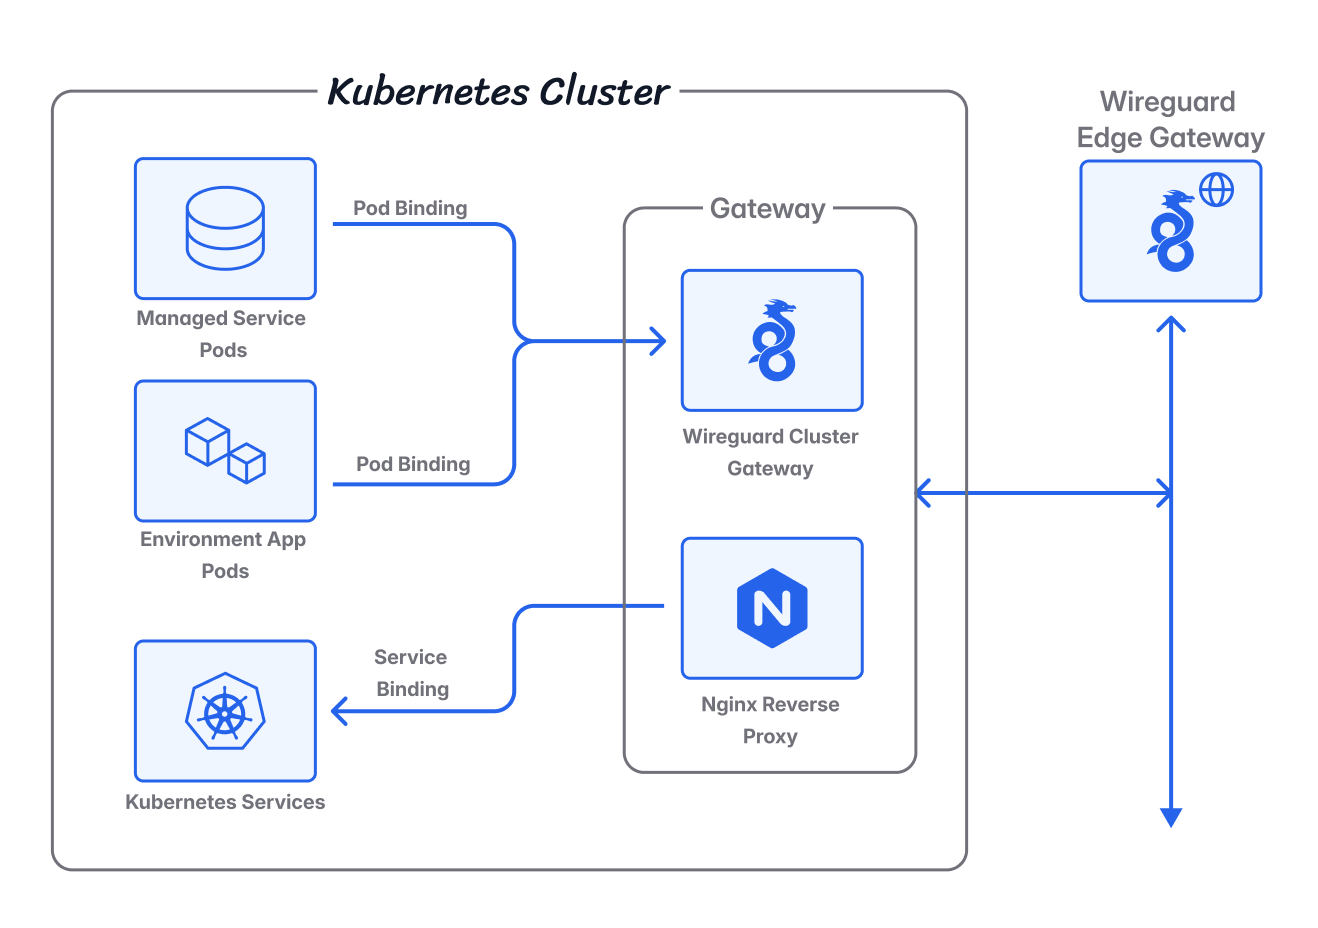 Kubernetes Cluster
Wireguard
Edge Gateway
Pod Binding
Gateway
Managed Service
Pods
Wireguard Cluster
Gateway
Pod Binding
Environment App
Pods
Service
Binding
N
Nginx Reverse
Proxy
Kubernetes Services